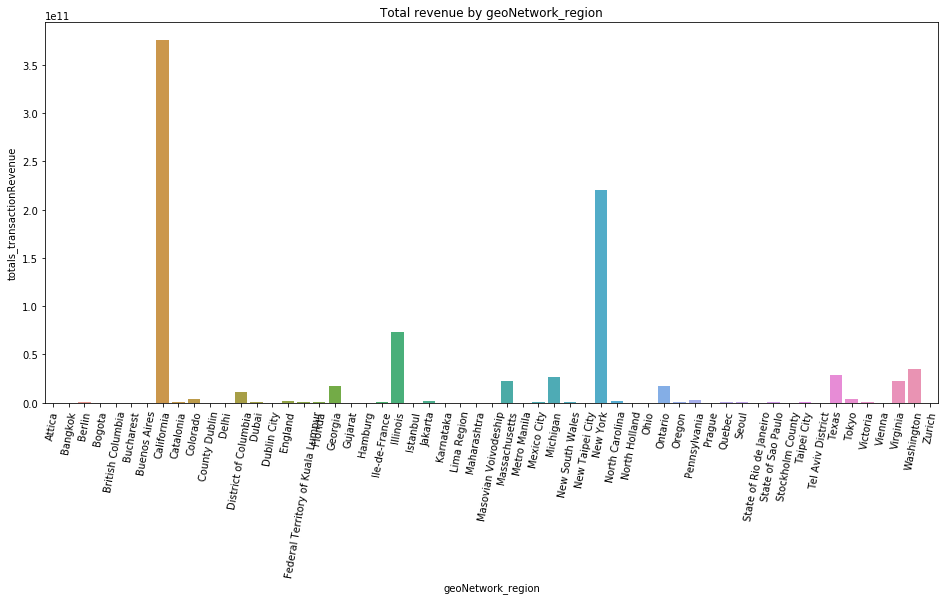 Total revenue by geoNetwork_region
1e11
totals_transactionRevenue
3.5
3.0
2.5
2.0
1.5
1.0
0.5
0.0
Attica
Bangkok
Berlin
Bogota
British Columbia
Bucharest
Buenos Aires
California
Catalonia
Colorado
County Dublin
Delhi
District of Columbia
Dubai
Dublin City
England
Federal Territory of Kuala Lumpur
Florida
Georgia
Gujarat
Hamburg
Ile-de-France
Illinois
Istanbul
Jakarta
Karnataka
Lima Region
Maharashtra
Masovian Voivodeship
Massachusetts
Metro Manila
Mexico City
Michigan
New South Wales
New Taipei City
New York
North Carolina
North Holland
Ohio
Ontario
Oregon
Pennsylvania
Prague
Quebec
Seoul
State of Rio de Janeiro
State of Sao Paulo
Stockholm County
Taipei City
Tel Aviv District
Texas
Tokyo
Victoria
Vienna
Virginia
Washington
Zurich
geoNetwork_region